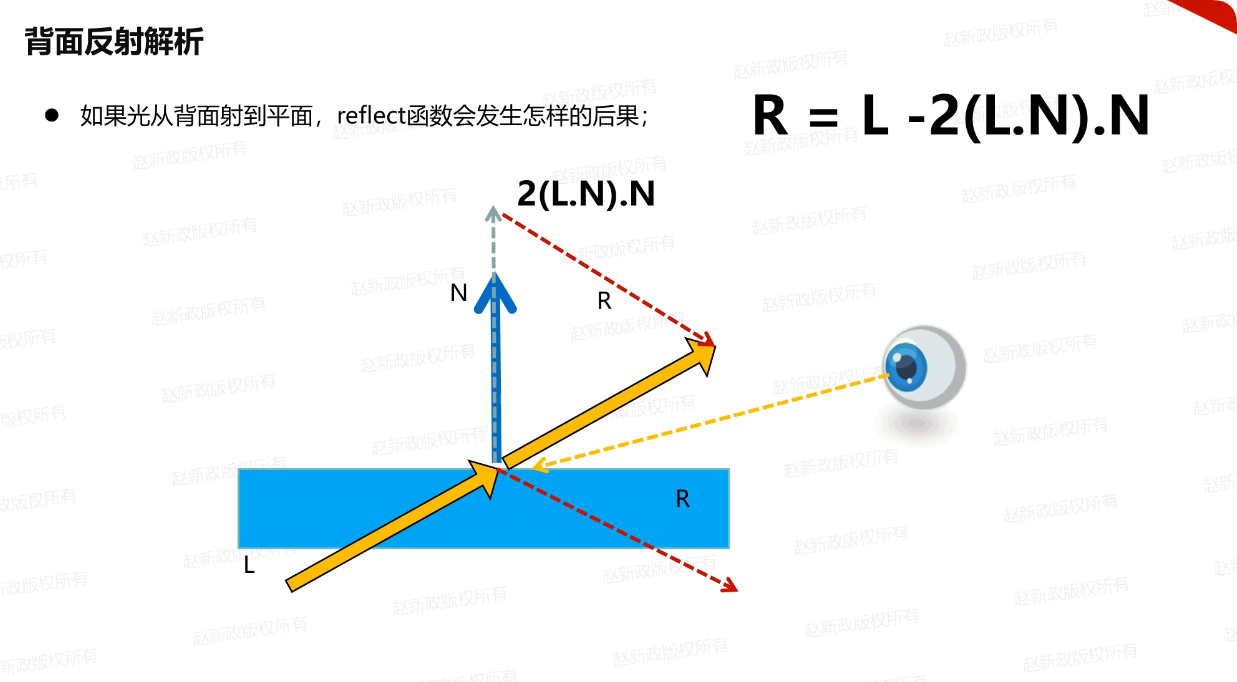 背面反射解析
● 如果光从背面射到平面，reflect函数会发生怎样的后果；
R = L -2(L.N).N
2(L.N).N
N
R
R
L
赵新政版权所有